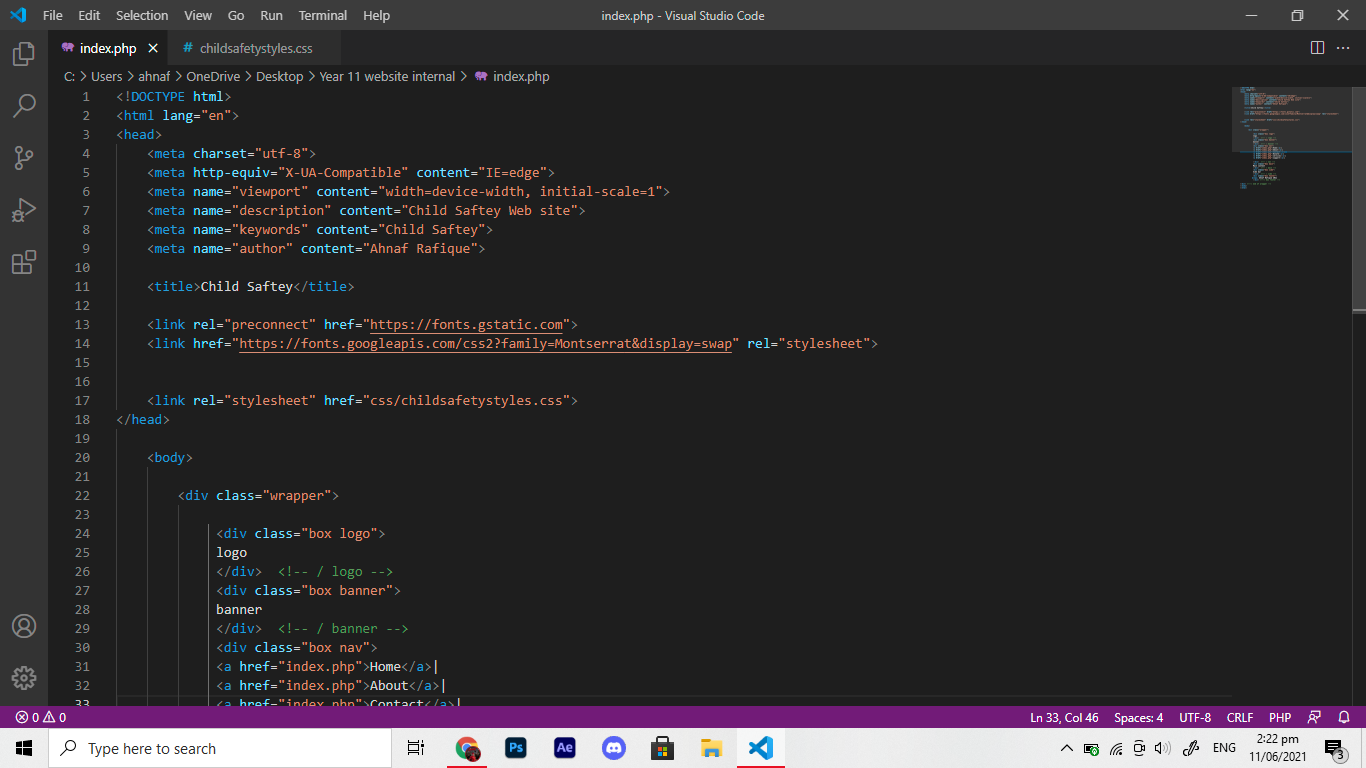 File Edit Selection View Go Run Terminal Help index.php - Visual Studio Code
index.php childsafetystyles.css
C: > Users > ahnaf > OneDrive > Desktop > Year 11 website internal > index.php
1 <!DOCTYPE html>
2 <html lang="en">
3 <head>
4 <meta charset="utf-8">
5 <meta http-equiv="X-UA-Compatible" content="IE=edge">
6 <meta name="viewport" content="width=device-width, initial-scale=1">
7 <meta name="description" content="Child Saftey Web site">
8 <meta name="keywords" content="Child Saftey">
9 <meta name="author" content="Ahnaf Rafique">
10
11 <title>Child Saftey</title>
12
13 <link rel="preconnect" href="https://fonts.gstatic.com">
14 <link href="https://fonts.googleapis.com/css2?family=Montserrat&display=swap" rel="stylesheet">
15
16
17 <link rel="stylesheet" href="css/childsafetystyles.css">
18 </head>
19
20 <body>
21
22 <div class="wrapper">
23
24 <div class="box logo">
25 logo
26 </div> <!-- / logo -->
27 <div class="box banner">
28 banner
29 </div> <!-- / banner -->
30 <div class="box nav">
31 <a href="index.php">Home</a>|
32 <a href="index.php">About</a>|
33 <a href="index.php">Contact</a>|
0 0 Ln 33, Col 46 Spaces: 4 UTF-8 CRLF PHP
Type here to search Ps Ae ENG 2:22 pm
11/06/2021 3